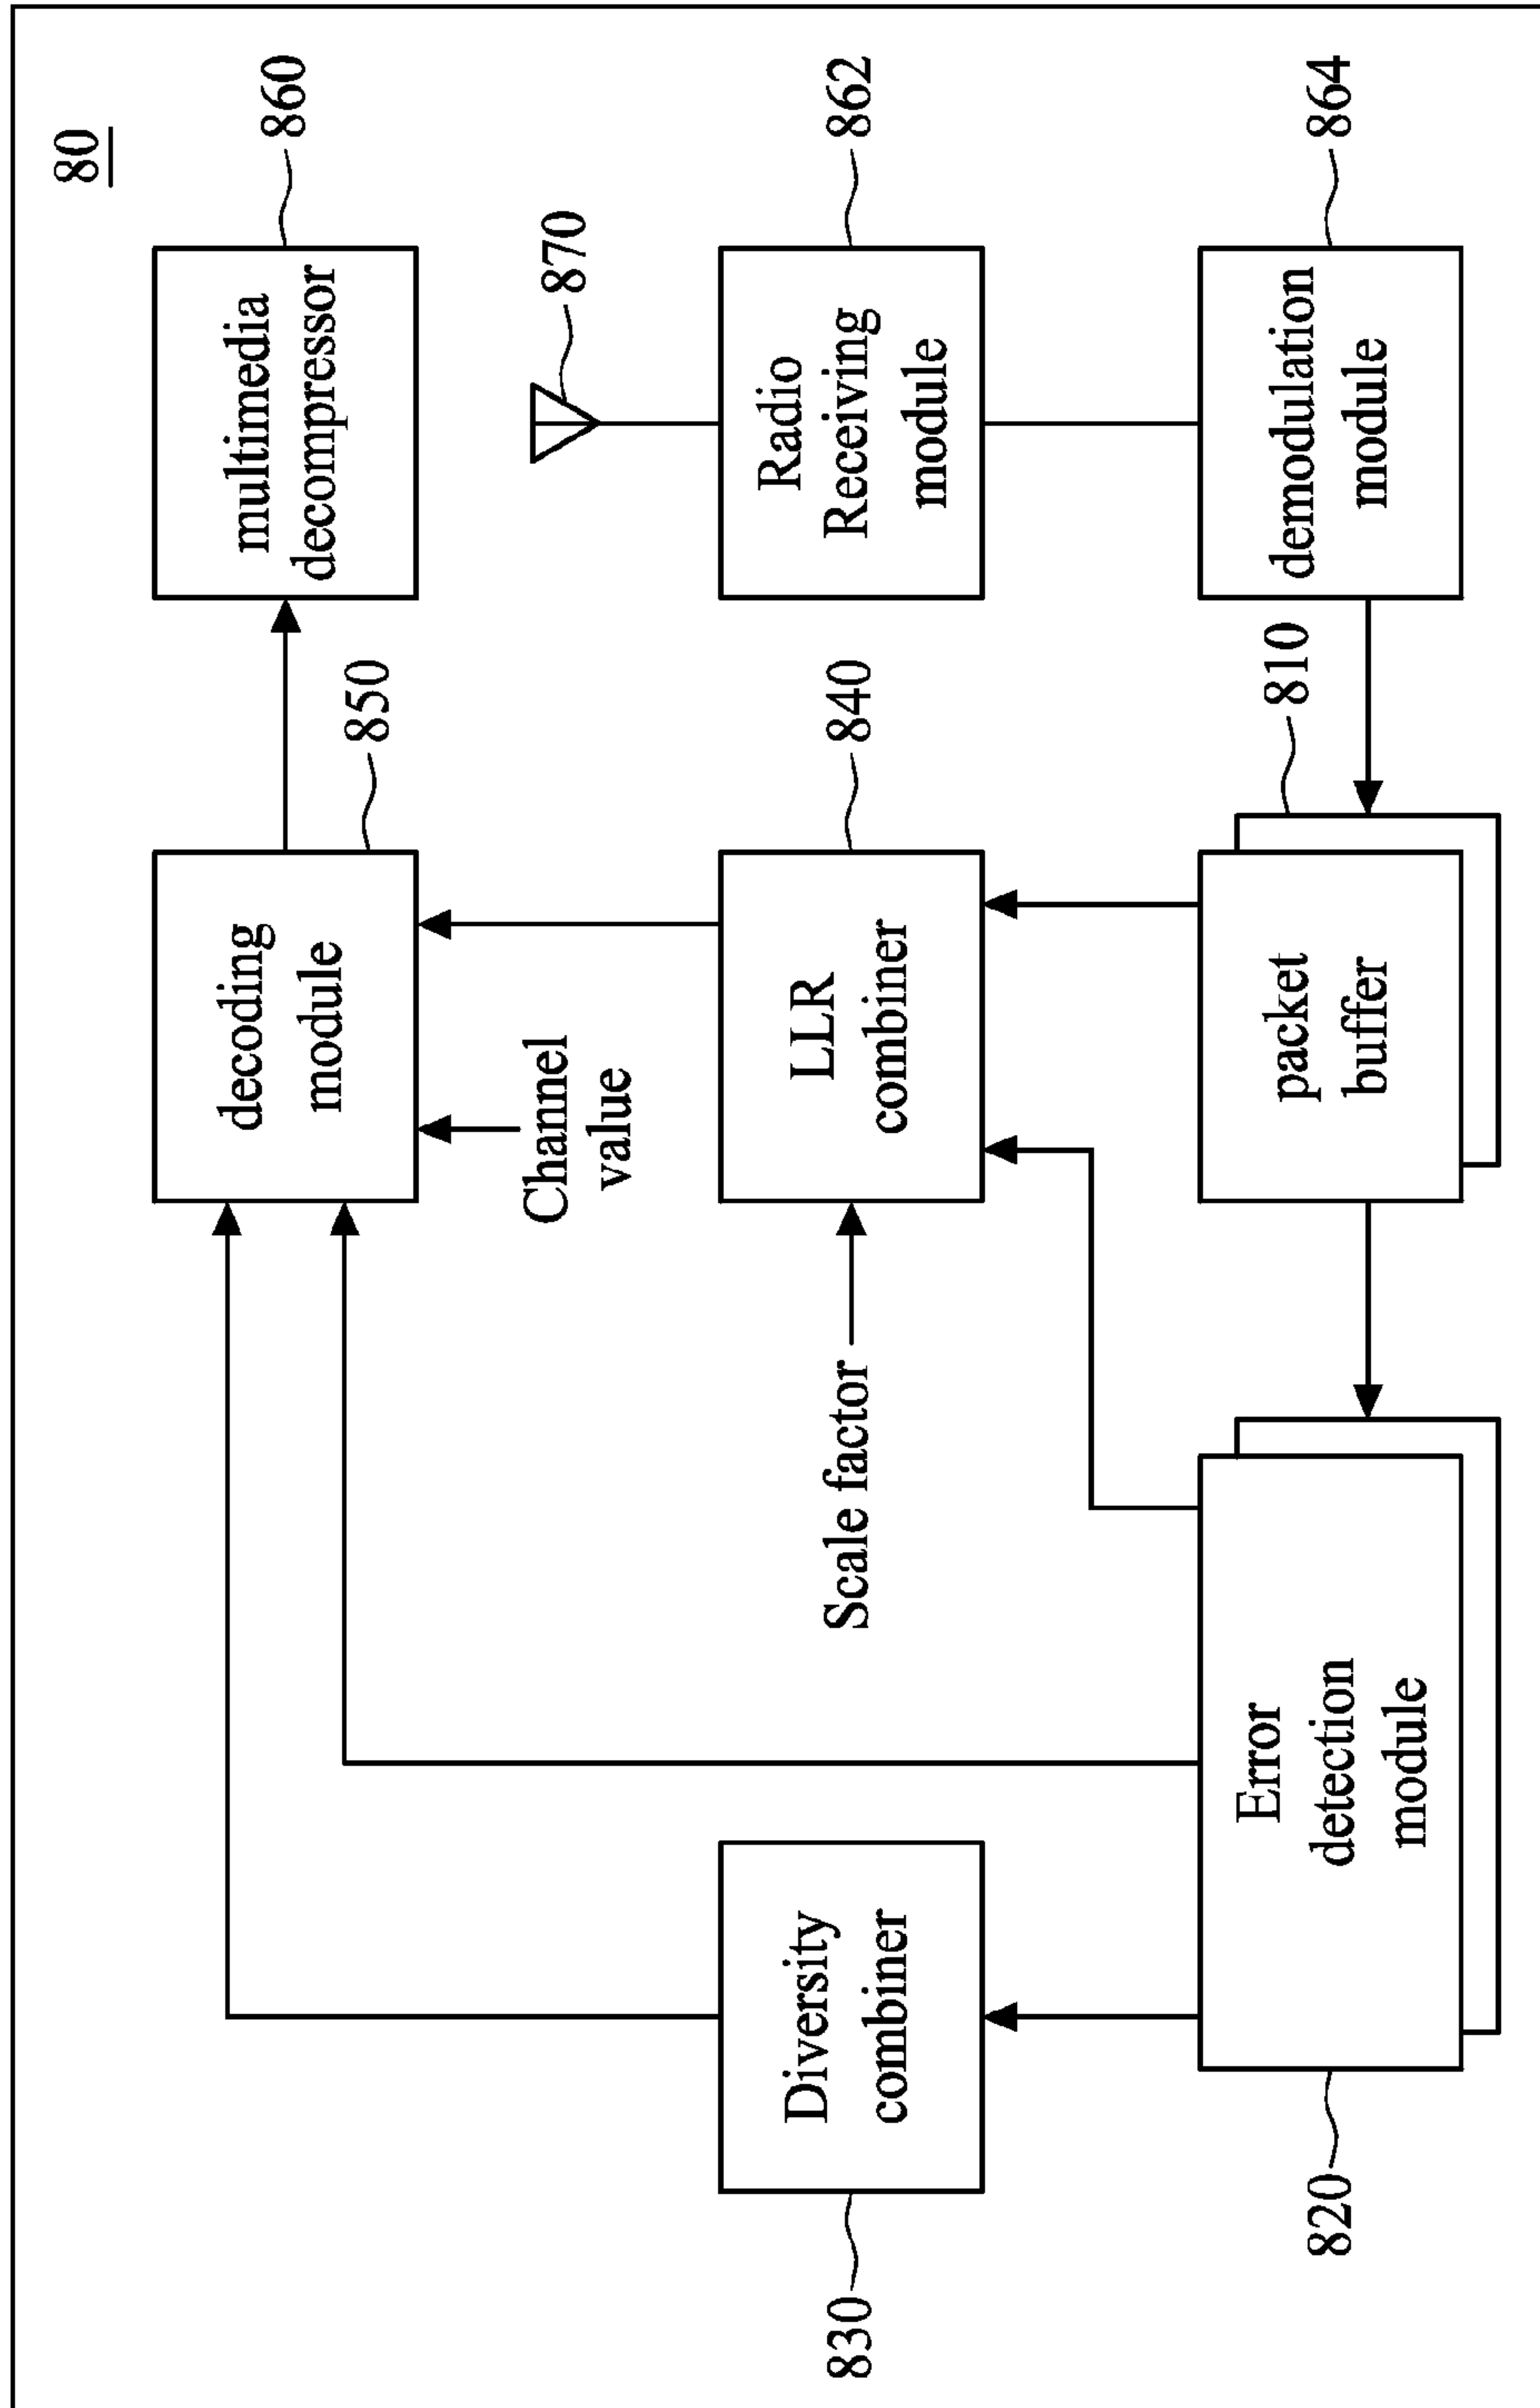 80
multimedia
decompressor
860
870
Radio
Receiving
module
862
demodulation
module
864
decoding
module
850
Channel
value
LLR
combiner
840
packet
buffer
810
Scale factor
Diversity
combiner
830
Error
detection
module
820